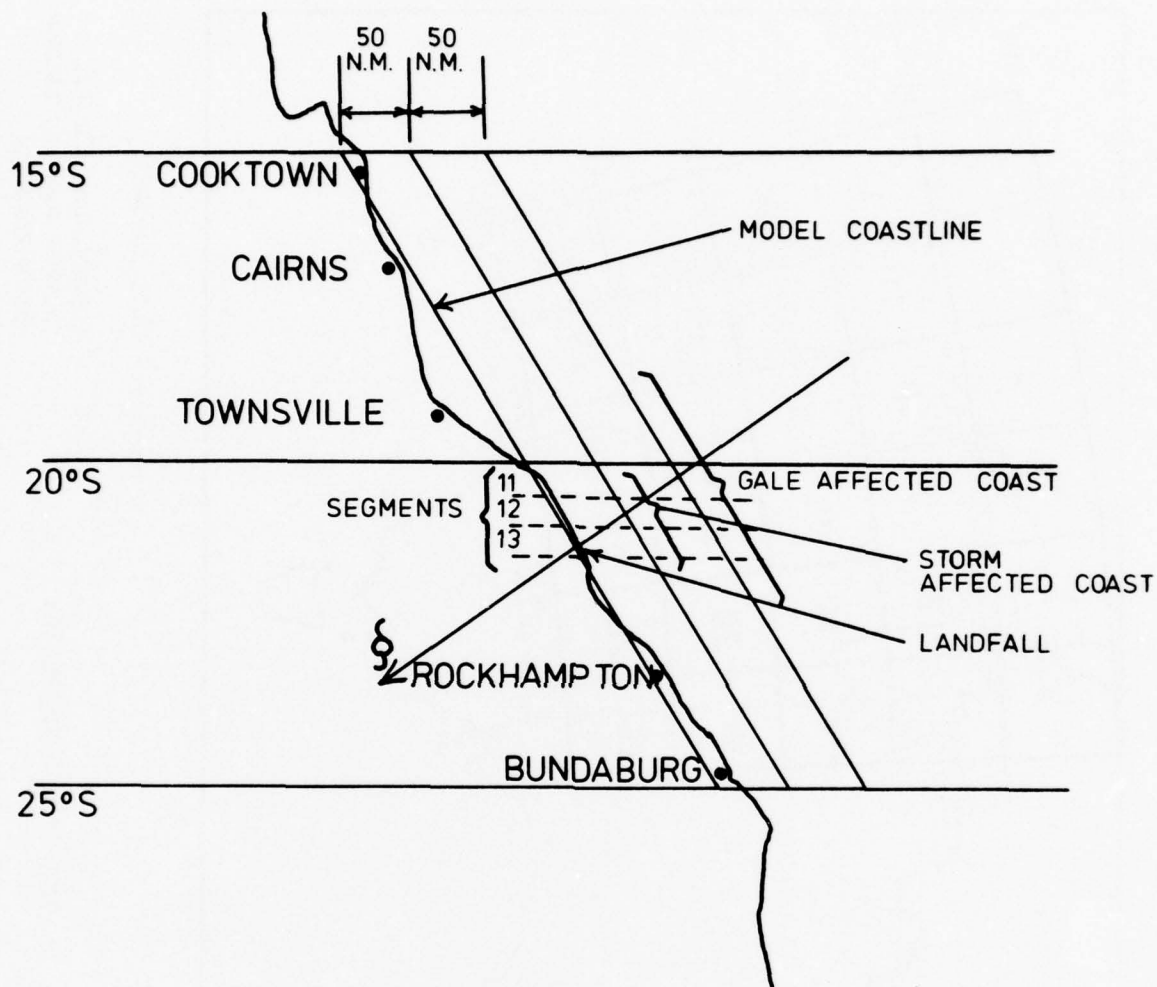 50 50
N.M. N.M.
15°S COOKTOWN
MODEL COASTLINE
CAIRNS
TOWNSVILLE
20°S
11
GALE AFFECTED COAST
SEGMENTS 12
13
STORM
AFFECTED COAST
LANDFALL
ROCKHAMPTON
BUNDABURG
25°S